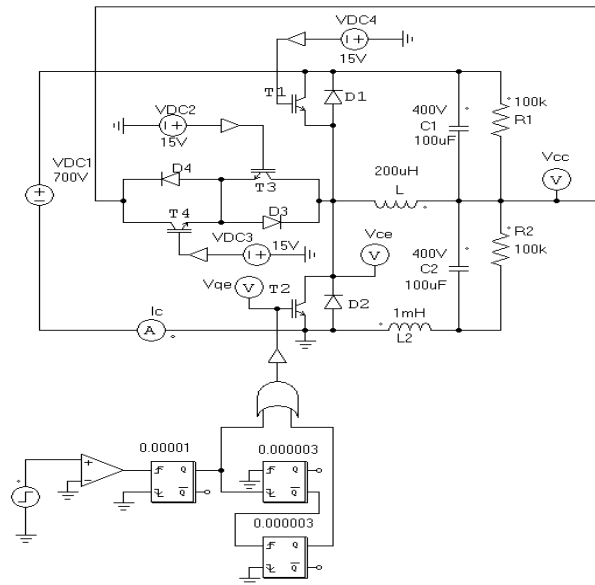 VDC4
15V
T1
D1
400V
C1
100uF
100k
R1
VDC2
15V
VDC1
700V
D4
T3
200uH
L
Vcc
V
T4
D3
VDC3
15V
Vce
V
R2
100k
400V
C2
100uF
Vge
V
T2
D2
Ic
A
1mH
L2
0.00001
0.000003
Q
Q
Q
Q
0.000003
Q
Q